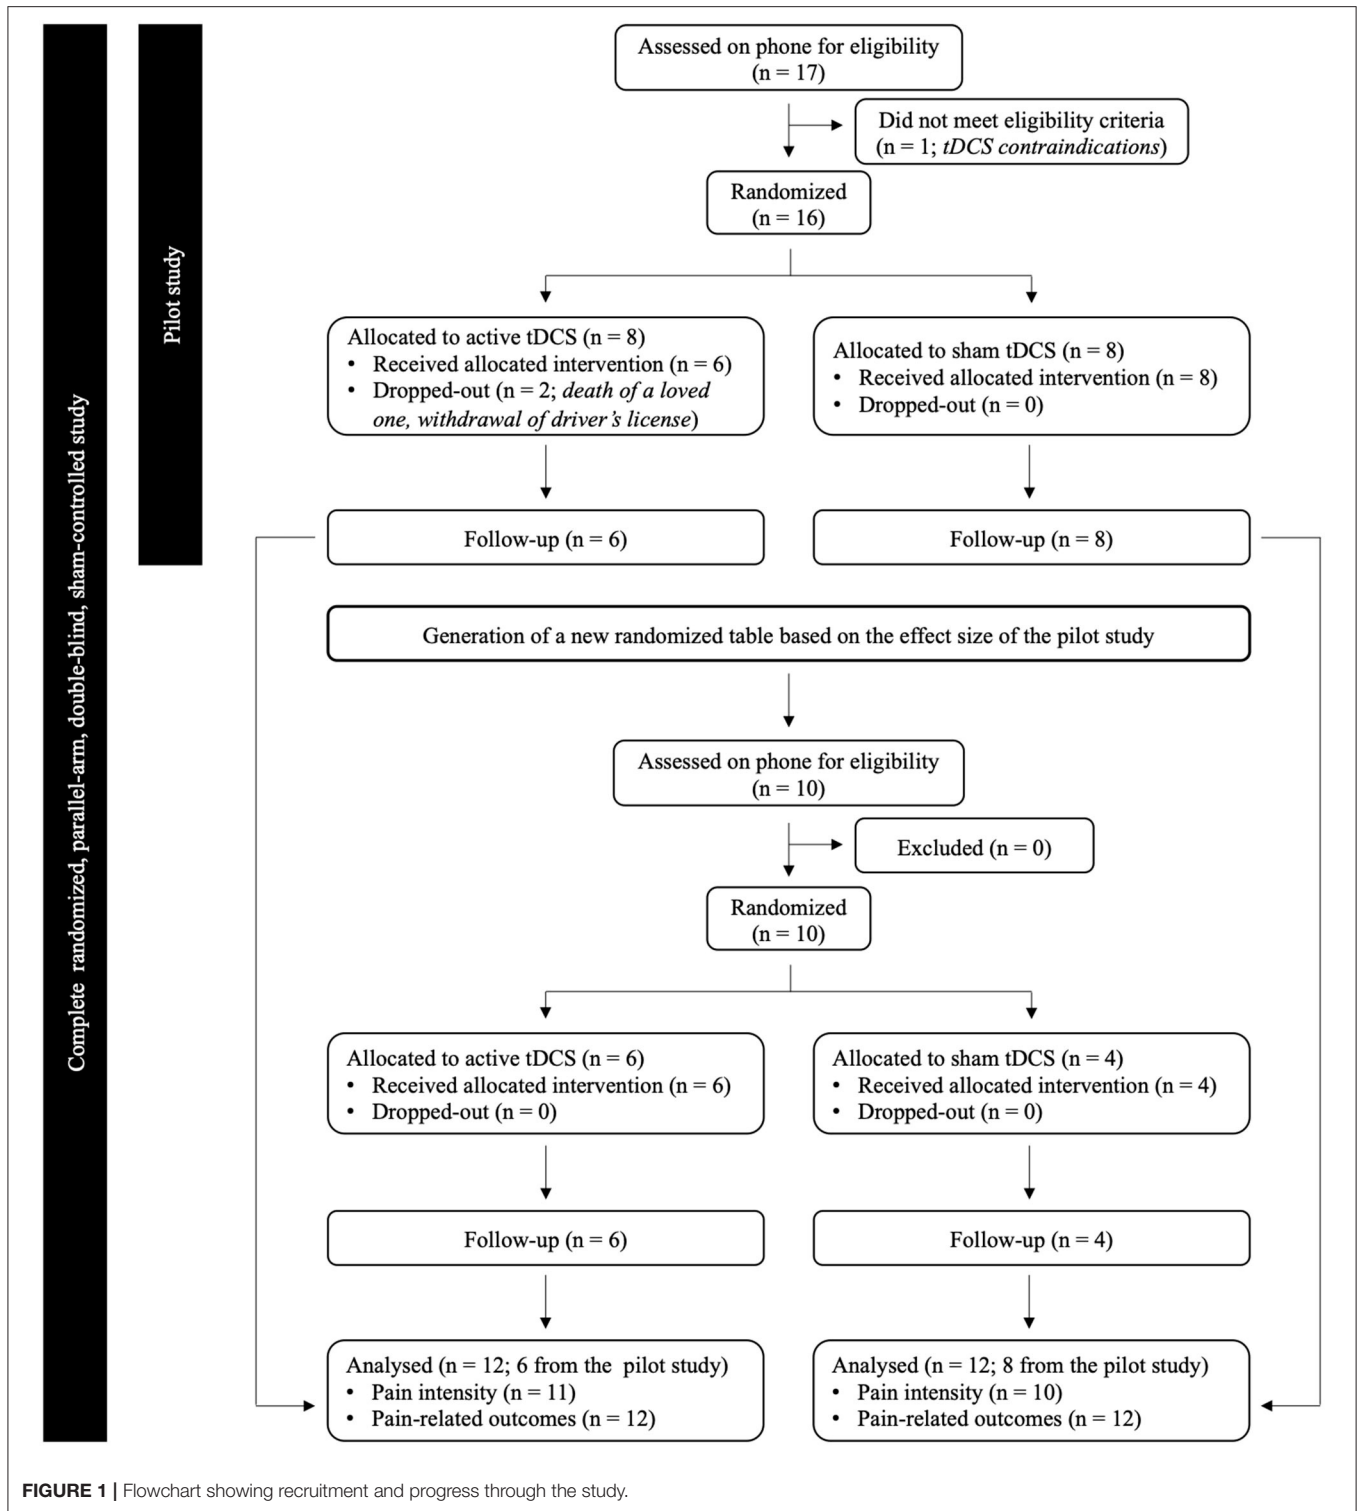 Complete randomized, parallel-arm, double-blind, sham-controlled study
Pilot study
Assessed on phone for eligibility
(n = 17)
Did not meet eligibility criteria
(n = 1; tDCS contraindications)
Randomized
(n = 16)
Allocated to active tDCS (n = 8)
• Received allocated intervention (n = 6)
• Dropped-out (n = 2; death of a loved
one, withdrawal of driver's license)
Allocated to sham tDCS (n = 8)
• Received allocated intervention (n = 8)
• Dropped-out (n = 0)
Follow-up (n = 6)
Follow-up (n = 8)
Generation of a new randomized table based on the effect size of the pilot study
Assessed on phone for eligibility
(n = 10)
Excluded (n = 0)
Randomized
(n = 10)
Allocated to active tDCS (n = 6)
• Received allocated intervention (n = 6)
• Dropped-out (n = 0)
Allocated to sham tDCS (n = 4)
• Received allocated intervention (n = 4)
• Dropped-out (n = 0)
Follow-up (n = 6)
Follow-up (n = 4)
Analysed (n = 12; 6 from the pilot study)
• Pain intensity (n = 11)
• Pain-related outcomes (n = 12)
Analysed (n = 12; 8 from the pilot study)
• Pain intensity (n = 10)
• Pain-related outcomes (n = 12)
FIGURE 1 | Flowchart showing recruitment and progress through the study.